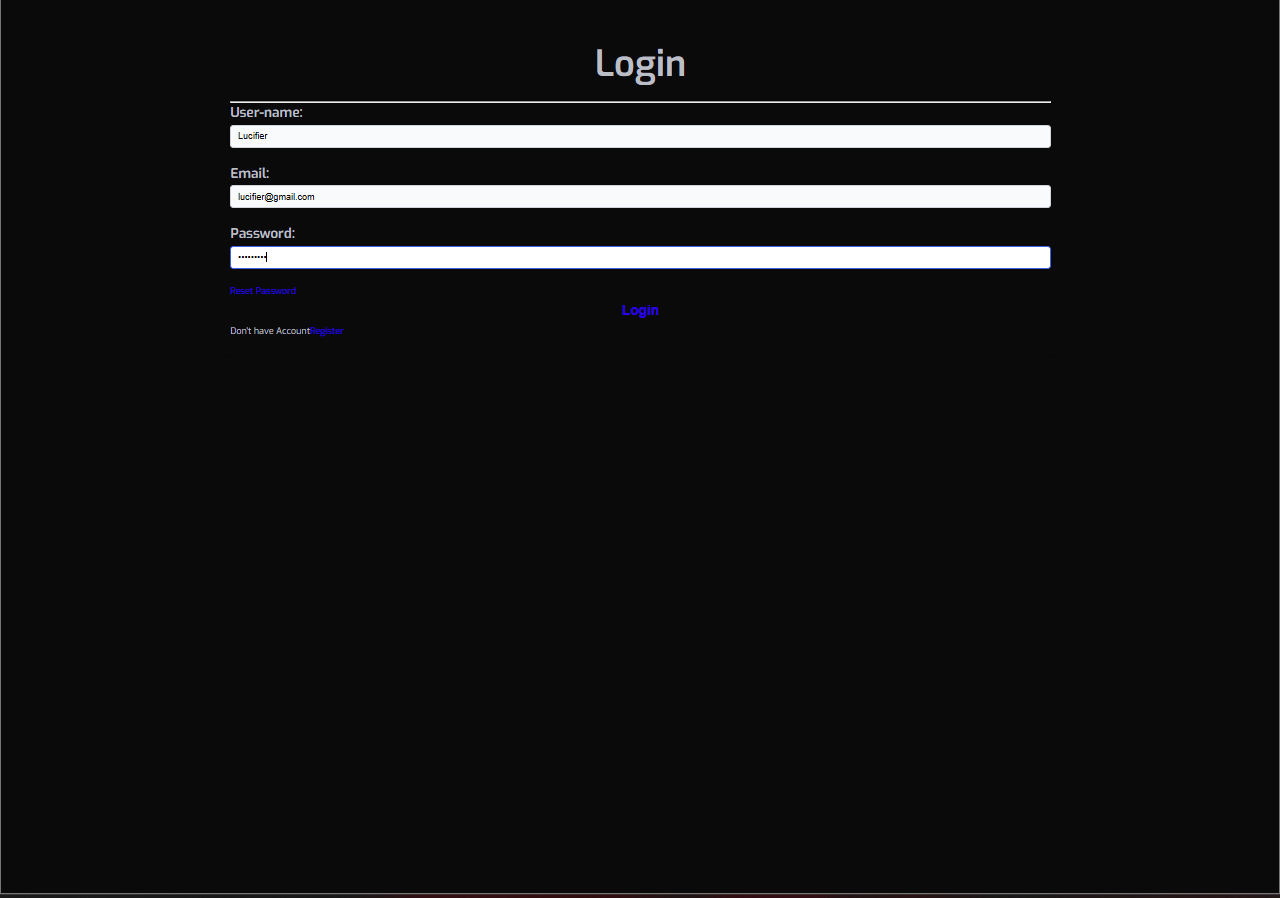 Login
User-name:
Lucifier
Email:
lucifier@gmail.com
Password:
•••••••••
Reset Password
Login
Don't have AccountRegister